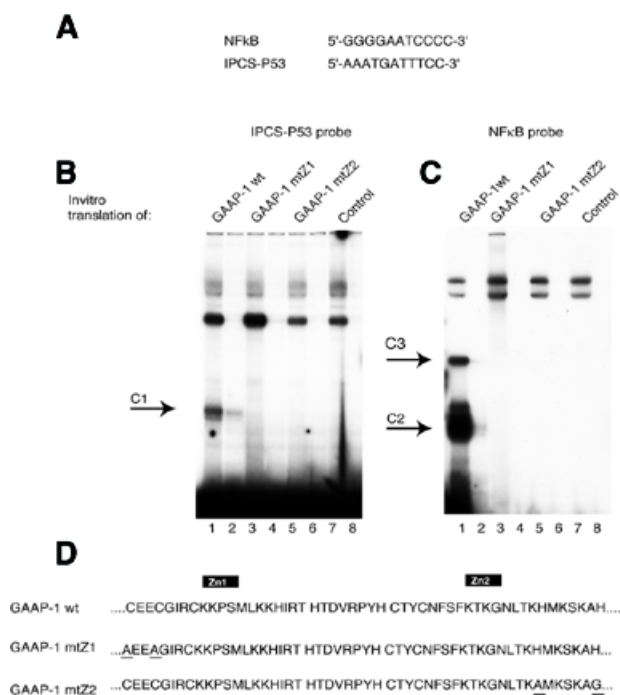 A
NFkB 5'-GGGGAATCCCC-3'
IPCS-P53 5'-AAATGATTTCC-3'
IPCS-P53 probe NFκB probe
B C
Invitro
translation of:
GAAP-1 wt GAAP-1 mtZ1 GAAP-1 mtZ2 Control
GAAP-1wt GAAP-1 mtZ1 GAAP-1 mtZ2 Control
C3
C1
C2
1 2 3 4 5 6 7 8 1 2 3 4 5 6 7 8
D
Zn1 Zn2
GAAP-1 wt ....CEECGIRCKKPSMLKKHIRT HTDVRPYH CTYCNFSFKTKGNLTKHMKSKAH....
GAAP-1 mtZ1 ....AEEAGIRCKKPSMLKKHIRT HTDVRPYH CTYCNFSFKTKGNLTKHMKSKAH....
GAAP-1 mtZ2 ....CEECGIRCKKPSMLKKHIRT HTDVRPYH CTYCNFSFKTKGNLTKAMKSKAG....